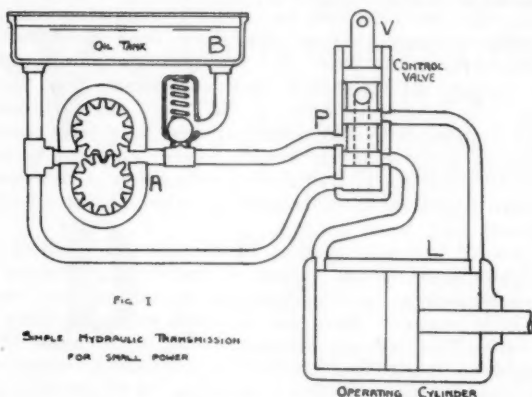 OIL TANK
B
V
CONTROL
VALVE
P
A
L
FIG. I
SIMPLE HYDRAULIC TRANSMISSION
FOR SMALL POWER
OPERATING CYLINDER